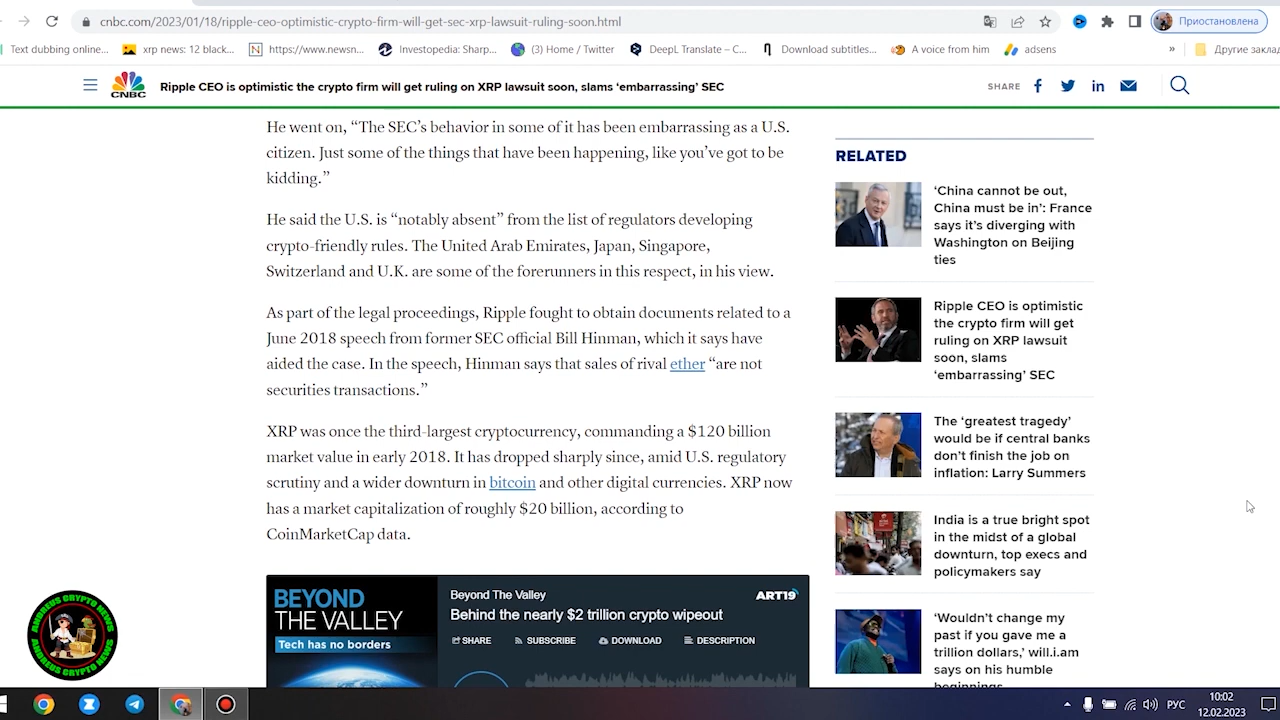 cnbc.com/2023/01/18/ripple-ceo-optimistic-crypto-firm-will-get-sec-xrp-lawsuit-ruling-soon.html
Приостановлена
Text dubbing online...
xrp news: 12 black...
https://www.newsn...
Investopedia: Sharp...
(3) Home / Twitter
DeepL Translate – C...
Download subtitles...
A voice from him
adsens
»
Другие заклад
CNBC
Ripple CEO is optimistic the crypto firm will get ruling on XRP lawsuit soon, slams ‘embarrassing’ SEC
SHARE
He went on, “The SEC’s behavior in some of it has been embarrassing as a U.S.
citizen. Just some of the things that have been happening, like you’ve got to be
kidding.”
He said the U.S. is “notably absent” from the list of regulators developing
crypto-friendly rules. The United Arab Emirates, Japan, Singapore,
Switzerland and U.K. are some of the forerunners in this respect, in his view.
As part of the legal proceedings, Ripple fought to obtain documents related to a
June 2018 speech from former SEC official Bill Hinman, which it says have
aided the case. In the speech, Hinman says that sales of rival ether “are not
securities transactions.”
XRP was once the third-largest cryptocurrency, commanding a $120 billion
market value in early 2018. It has dropped sharply since, amid U.S. regulatory
scrutiny and a wider downturn in bitcoin and other digital currencies. XRP now
has a market capitalization of roughly $20 billion, according to
CoinMarketCap data.
BEYOND
THE VALLEY
Tech has no borders
Beyond The Valley
ART19
Behind the nearly $2 trillion crypto wipeout
SHARE
SUBSCRIBE
DOWNLOAD
DESCRIPTION
RELATED
‘China cannot be out,
China must be in’: France
says it’s diverging with
Washington on Beijing
ties
Ripple CEO is optimistic
the crypto firm will get
ruling on XRP lawsuit
soon, slams
‘embarrassing’ SEC
The ‘greatest tragedy’
would be if central banks
don’t finish the job on
inflation: Larry Summers
India is a true bright spot
in the midst of a global
downturn, top execs and
policymakers say
‘Wouldn’t change my
past if you gave me a
trillion dollars,’ will.i.am
says on his humble
beginnings
ANDREUS CRYPTO NEWS
ANDREUS CRYPTO NEWS
РУС
10:02
12.02.2023